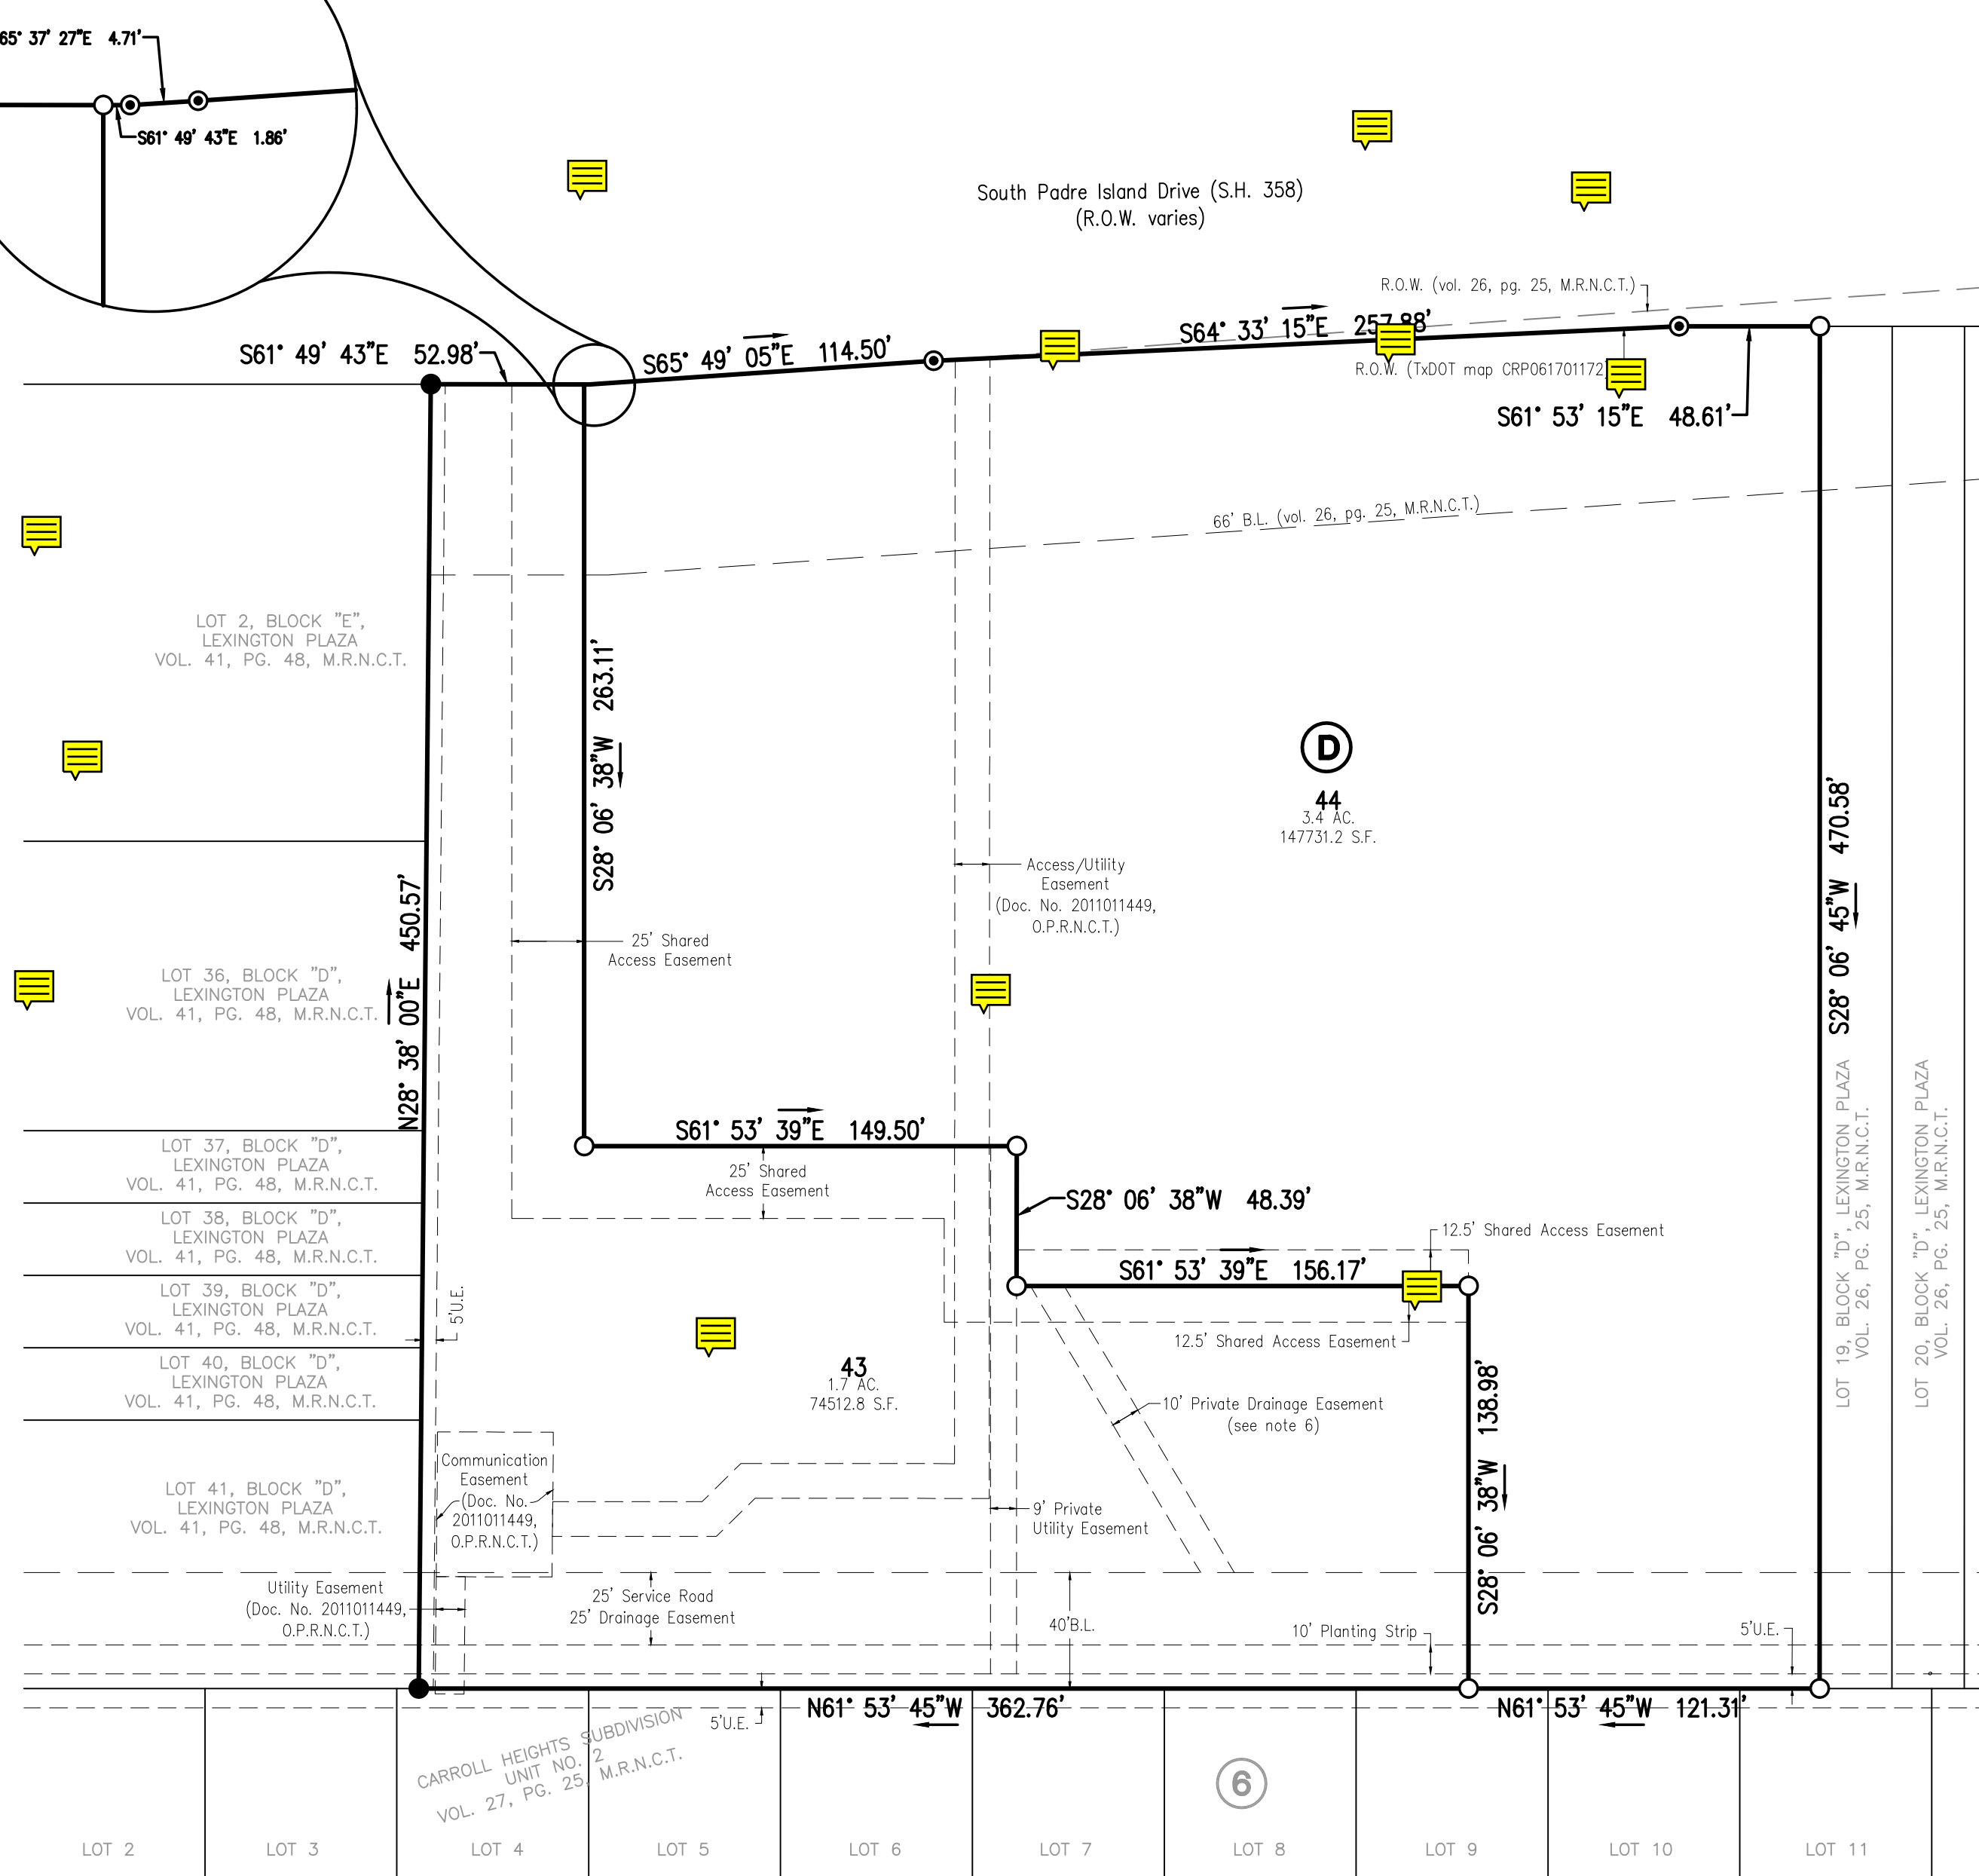 65° 37' 27"E 4.71'
S61° 49' 43"E 1.86'
South Padre Island Drive (S.H. 358)
(R.O.W. varies)
R.O.W. (vol. 26, pg. 25, M.R.N.C.T.)
S61° 49' 43"E 52.98'
S65° 49' 05"E 114.50'
S64° 33' 15"E 257.88'
R.O.W. (TxDOT map CRP061701172
S61° 53' 15"E 48.61'
66' B.L. (vol. 26, pg. 25, M.R.N.C.T.)
LOT 2, BLOCK "E",
LEXINGTON PLAZA
VOL. 41, PG. 48, M.R.N.C.T.
S28° 06' 38"W 263.11'
D
44
3.4 AC.
147731.2 S.F.
Access/Utility
Easement
(Doc. No. 2011011449,
O.P.R.N.C.T.)
25' Shared
Access Easement
N28° 38' 00"E 450.57'
S28° 06' 45"W 470.58'
LOT 36, BLOCK "D",
LEXINGTON PLAZA
VOL. 41, PG. 48, M.R.N.C.T.
LOT 19, BLOCK "D", LEXINGTON PLAZA
VOL. 26, PG. 25, M.R.N.C.T.
LOT 20, BLOCK "D", LEXINGTON PLAZA
VOL. 26, PG. 25, M.R.N.C.T.
S61° 53' 39"E 149.50'
LOT 37, BLOCK "D",
LEXINGTON PLAZA
VOL. 41, PG. 48, M.R.N.C.T.
25' Shared
Access Easement
S28° 06' 38"W 48.39'
LOT 38, BLOCK "D",
LEXINGTON PLAZA
VOL. 41, PG. 48, M.R.N.C.T.
12.5' Shared Access Easement
S61° 53' 39"E 156.17'
LOT 39, BLOCK "D",
LEXINGTON PLAZA
VOL. 41, PG. 48, M.R.N.C.T.
5'U.E.
12.5' Shared Access Easement
LOT 40, BLOCK "D",
LEXINGTON PLAZA
VOL. 41, PG. 48, M.R.N.C.T.
43
1.7 AC.
74512.8 S.F.
10' Private Drainage Easement
(see note 6)
S28° 06' 38"W 138.98'
Communication
Easement
(Doc. No.
2011011449,
O.P.R.N.C.T.)
LOT 41, BLOCK "D",
LEXINGTON PLAZA
VOL. 41, PG. 48, M.R.N.C.T.
9' Private
Utility Easement
Utility Easement
(Doc. No. 2011011449,
O.P.R.N.C.T.)
25' Service Road
25' Drainage Easement
40'B.L.
10' Planting Strip
5'U.E.
N61° 53' 45"W 362.76'
N61° 53' 45"W 121.31'
5'U.E.
CARROLL HEIGHTS SUBDIVISION
UNIT NO. 2
VOL. 27, PG. 25, M.R.N.C.T.
6
LOT 2
LOT 3
LOT 4
LOT 5
LOT 6
LOT 7
LOT 8
LOT 9
LOT 10
LOT 11